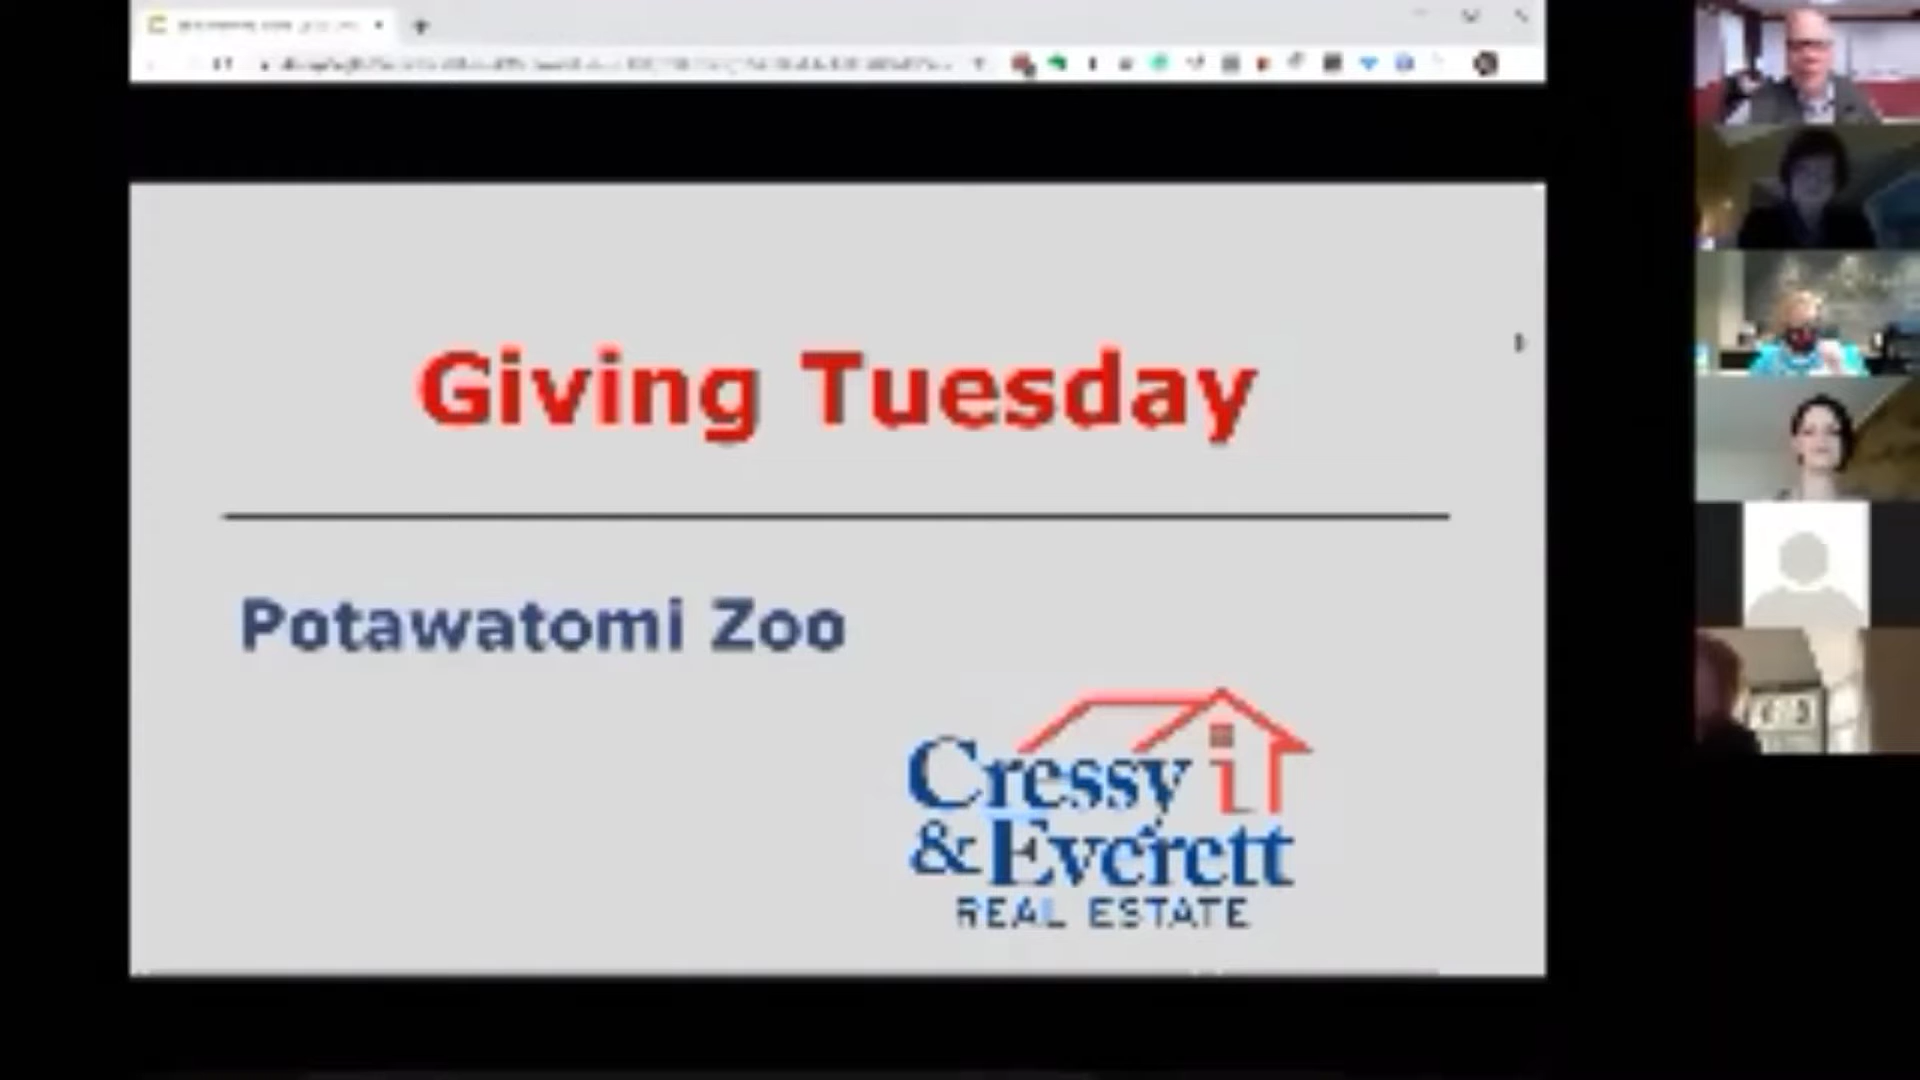 Giving Tuesday
Potawatomi Zoo
Cressy
& Everett
REAL ESTATE